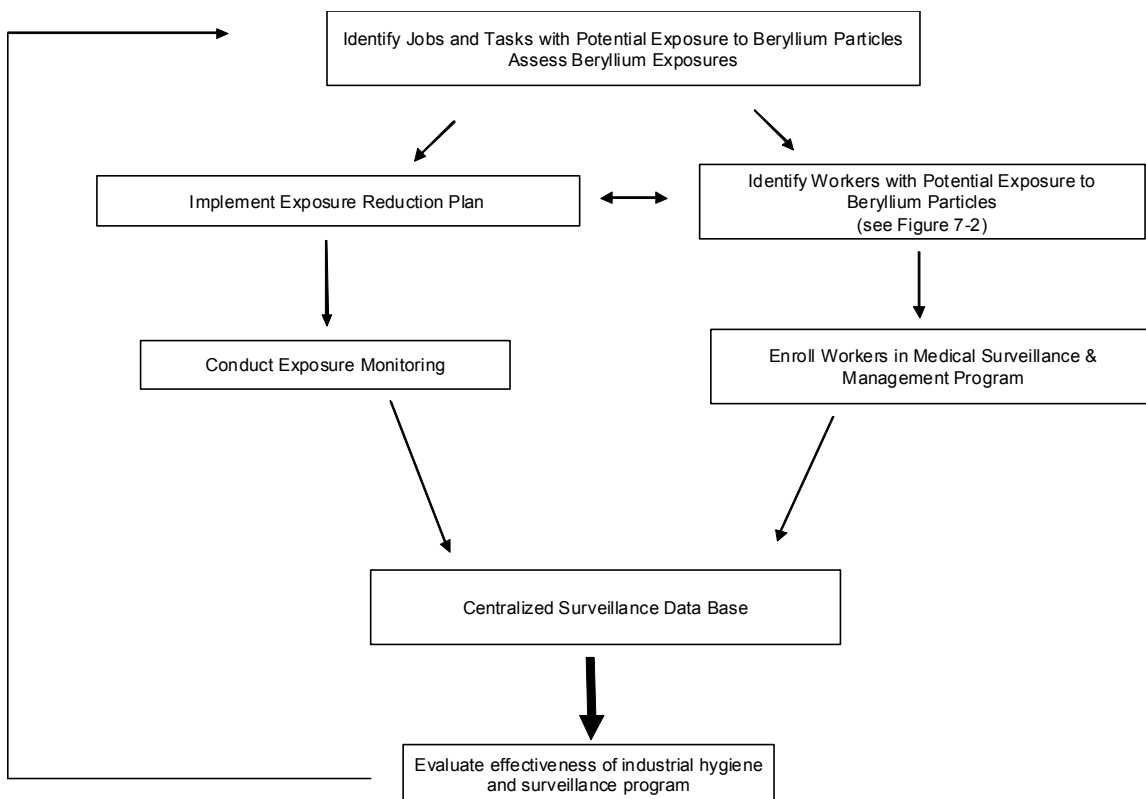 Identify Jobs and Tasks with Potential Exposure to Beryllium Particles
Assess Beryllium Exposures
Implement Exposure Reduction Plan
Identify Workers with Potential Exposure to
Beryllium Particles
(see Figure 7-2)
Conduct Exposure Monitoring
Enroll Workers in Medical Surveillance &
Management Program
Centralized Surveillance Data Base
Evaluate effectiveness of industrial hygiene
and surveillance program